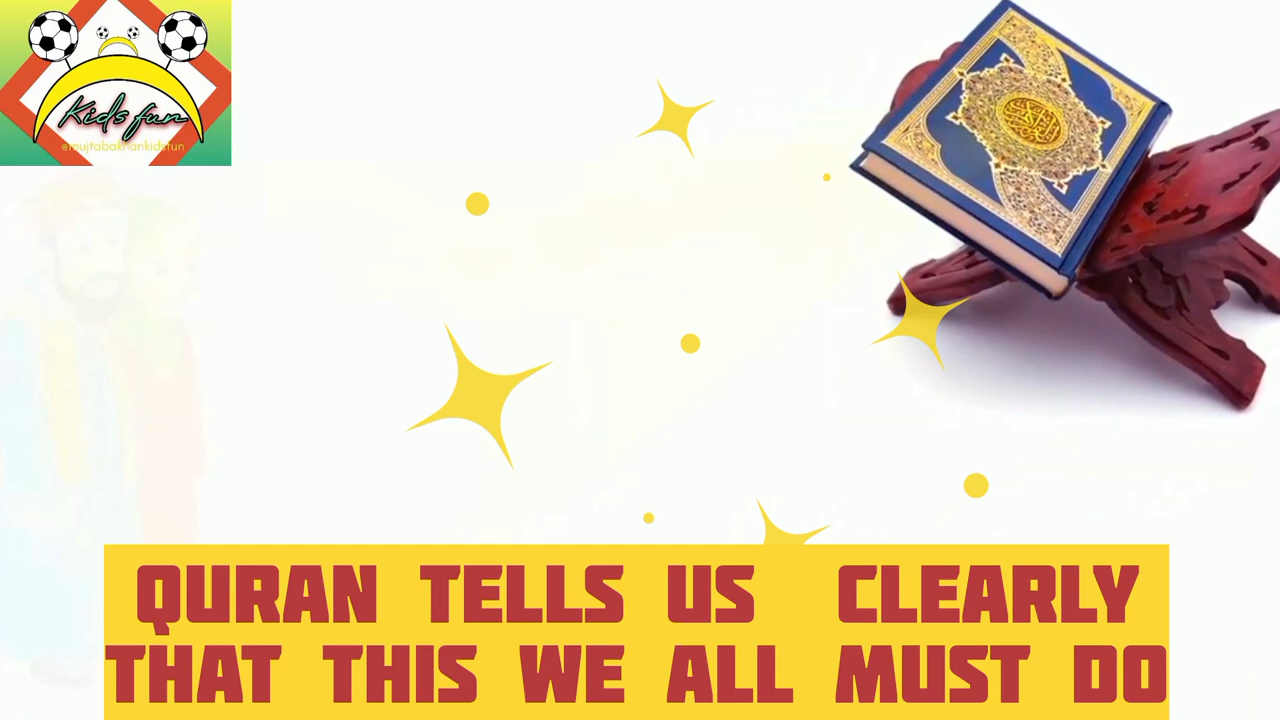 Kids fun
@mujtabakhankidsfun
QURAN TELLS US CLEARLY
THAT THIS WE ALL MUST DO